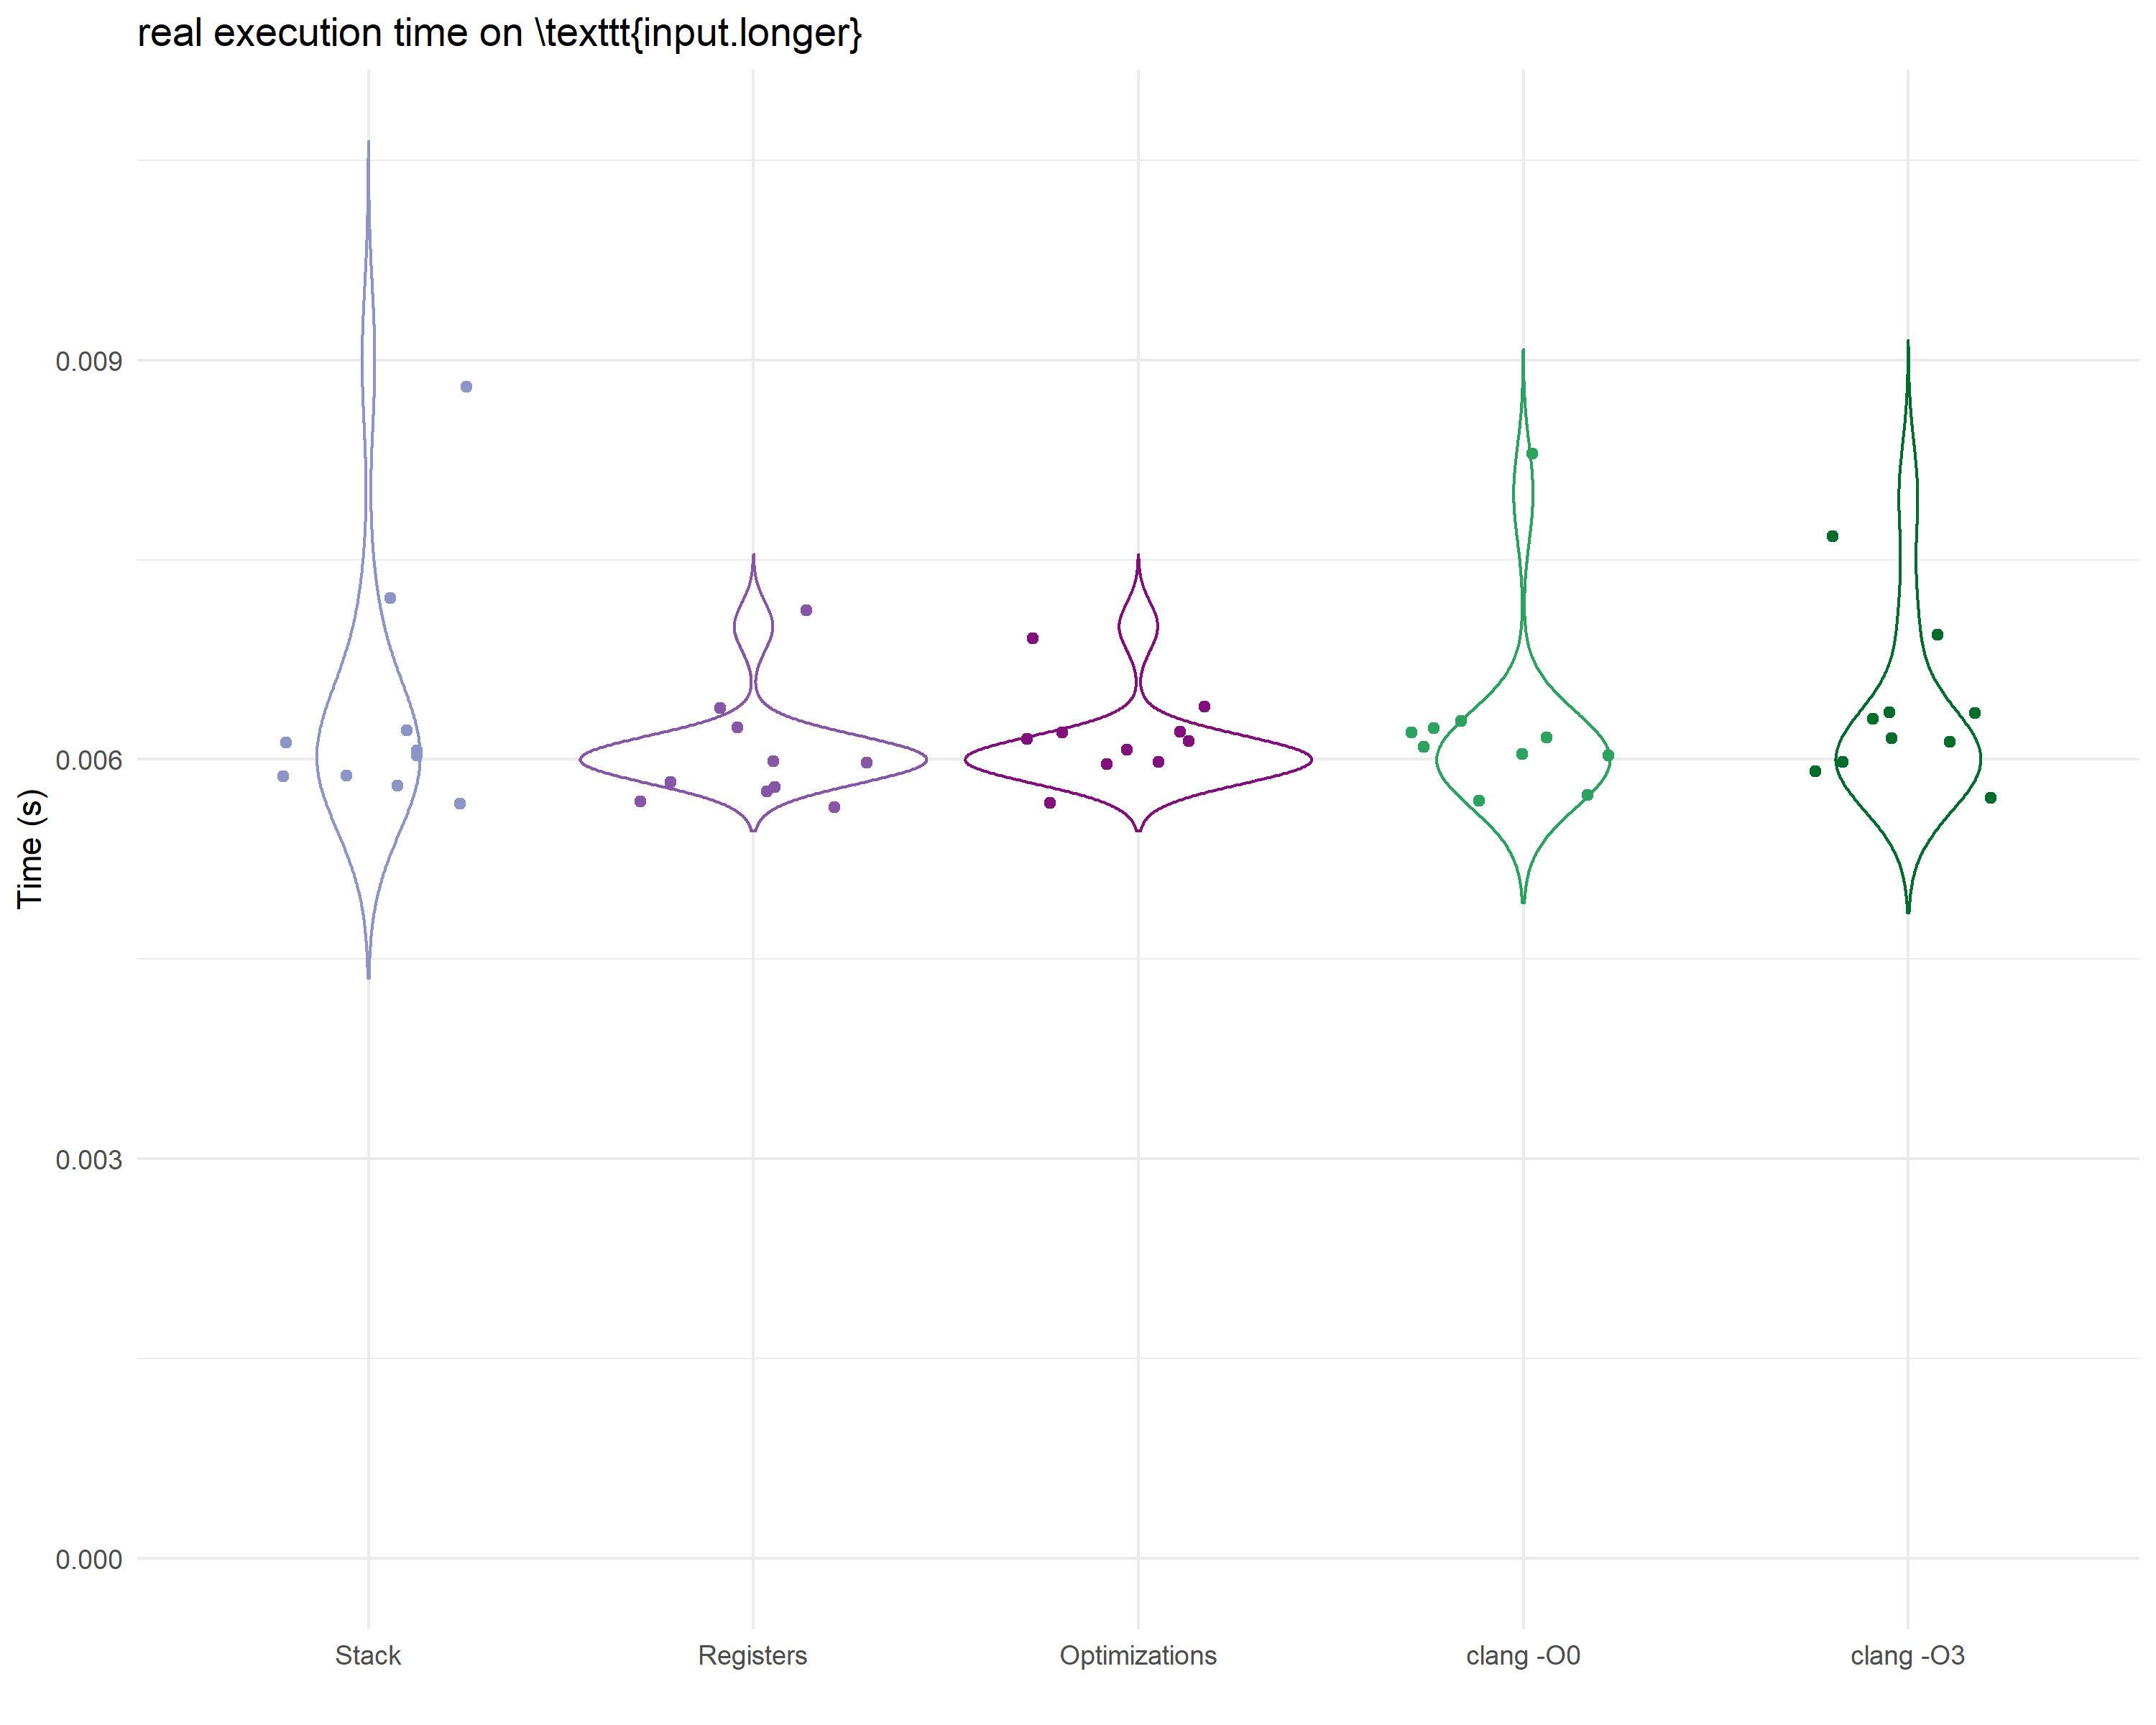 real execution time on \texttt{input.longer}
Time (s)
0.009
0.006
0.003
0.000
Stack Registers Optimizations clang -O0 clang -O3